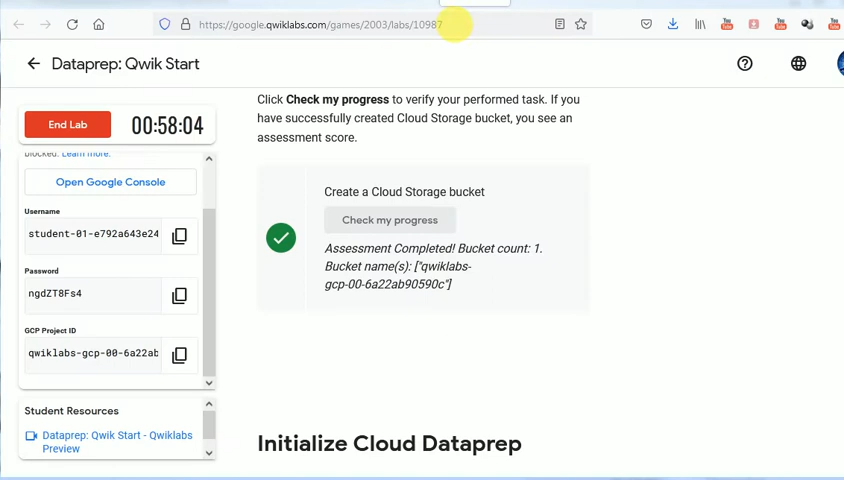 https://google.qwiklabs.com/games/2003/labs/10987
Dataprep: Qwik Start
End Lab
00:58:04
Learn more.
Open Google Console
Username
student-01-e792a643e24
Password
ngdZT8Fs4
GCP Project ID
qwiklabs-gcp-00-6a22ab
Student Resources
Dataprep: Qwik Start - Qwiklabs
Preview
Click Check my progress to verify your performed task. If you
have successfully created Cloud Storage bucket, you see an
assessment score.
Create a Cloud Storage bucket
Check my progress
Assessment Completed! Bucket count: 1.
Bucket name(s): ["qwiklabs-
gcp-00-6a22ab90590c"]
Initialize Cloud Dataprep